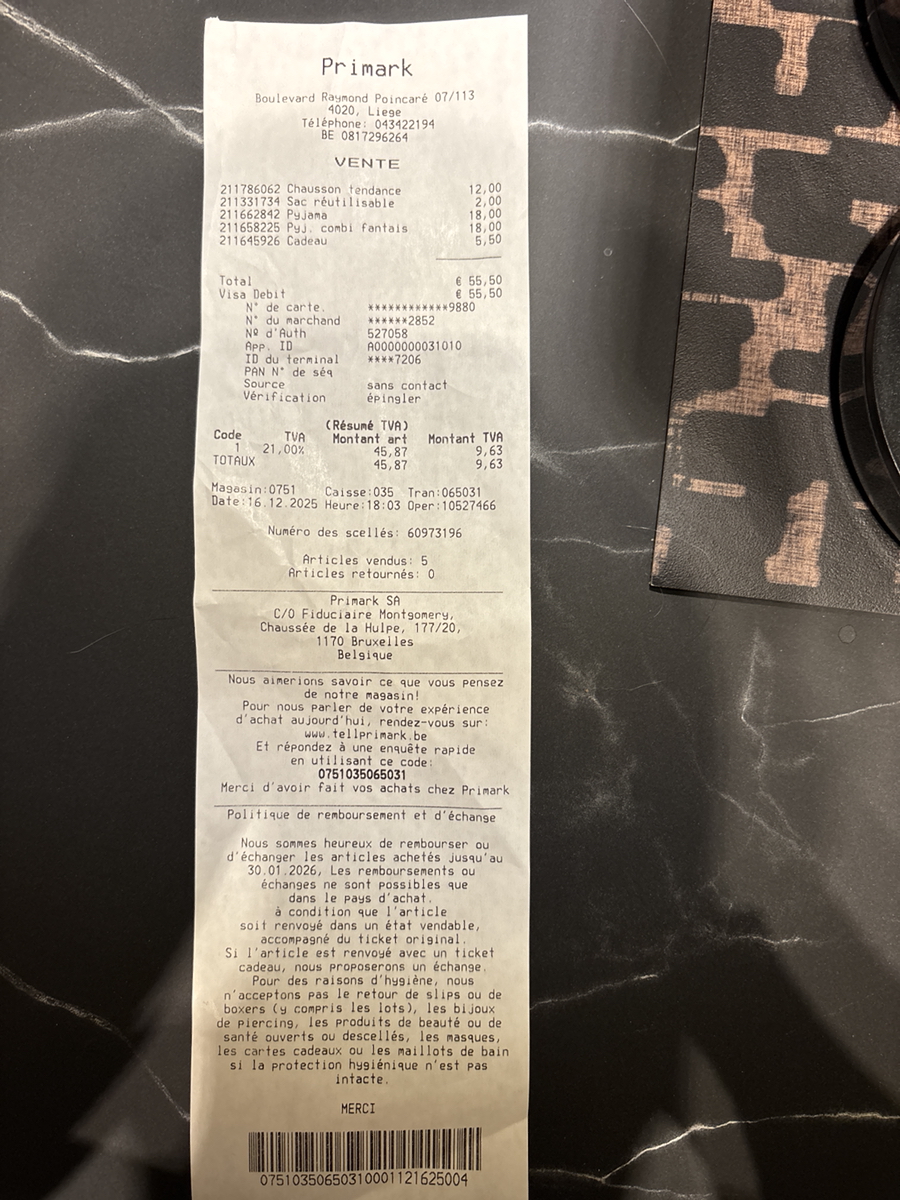 Primark
Boulevard Raymond Poincaré 07/113
4020, Liege
Téléphone: 043422194
BE 0817296264
VENTE
211786062 Chausson tendance 12,00
211331734 Sac réutilisable 2,00
211662842 Pyjama 18,00
211658225 Pyj. combi fantais 18,00
211645926 Cadeau 5,50
Total € 55,50
Visa Debit € 55,50
N° de carte. ************9880
N° du marchand ******2852
Nº d'Auth 527058
App. ID A0000000031010
ID du terminal ****7206
PAN N° de séq
Source sans contact
Vérification épingler
(Résumé TVA)
Code TVA Montant art Montant TVA
1 21,00% 45,87 9,63
TOTAUX 45,87 9,63
Magasin:0751 Caisse:035 Tran:065031
Date:16.12.2025 Heure:18:03 Oper:10527466
Numéro des scellés: 60973196
Articles vendus: 5
Articles retournés: 0
Primark SA
C/O Fiduciaire Montgomery,
Chaussée de la Hulpe, 177/20,
1170 Bruxelles
Belgique
Nous aimerions savoir ce que vous pensez
de notre magasin!
Pour nous parler de votre expérience
d'achat aujourd'hui, rendez-vous sur:
www.tellprimark.be
Et répondez à une enquête rapide
en utilisant ce code:
0751035065031
Merci d'avoir fait vos achats chez Primark
Politique de remboursement et d'échange
Nous sommes heureux de rembourser ou
d'échanger les articles achetés jusqu'au
30.01.2026, Les remboursements ou
échanges ne sont possibles que
dans le pays d'achat.
à condition que l'article
soit renvoyé dans un état vendable,
accompagné du ticket original.
Si l'article est renvoyé avec un ticket
cadeau, nous proposerons un échange.
Pour des raisons d'hygiène, nous
n'acceptons pas le retour de slips ou de
boxers (y compris les lots), les bijoux
de piercing, les produits de beauté ou de
santé ouverts ou descellés, les masques,
les cartes cadeaux ou les maillots de bain
si la protection hygiénique n'est pas
intacte.
MERCI
07510350650310001121625004